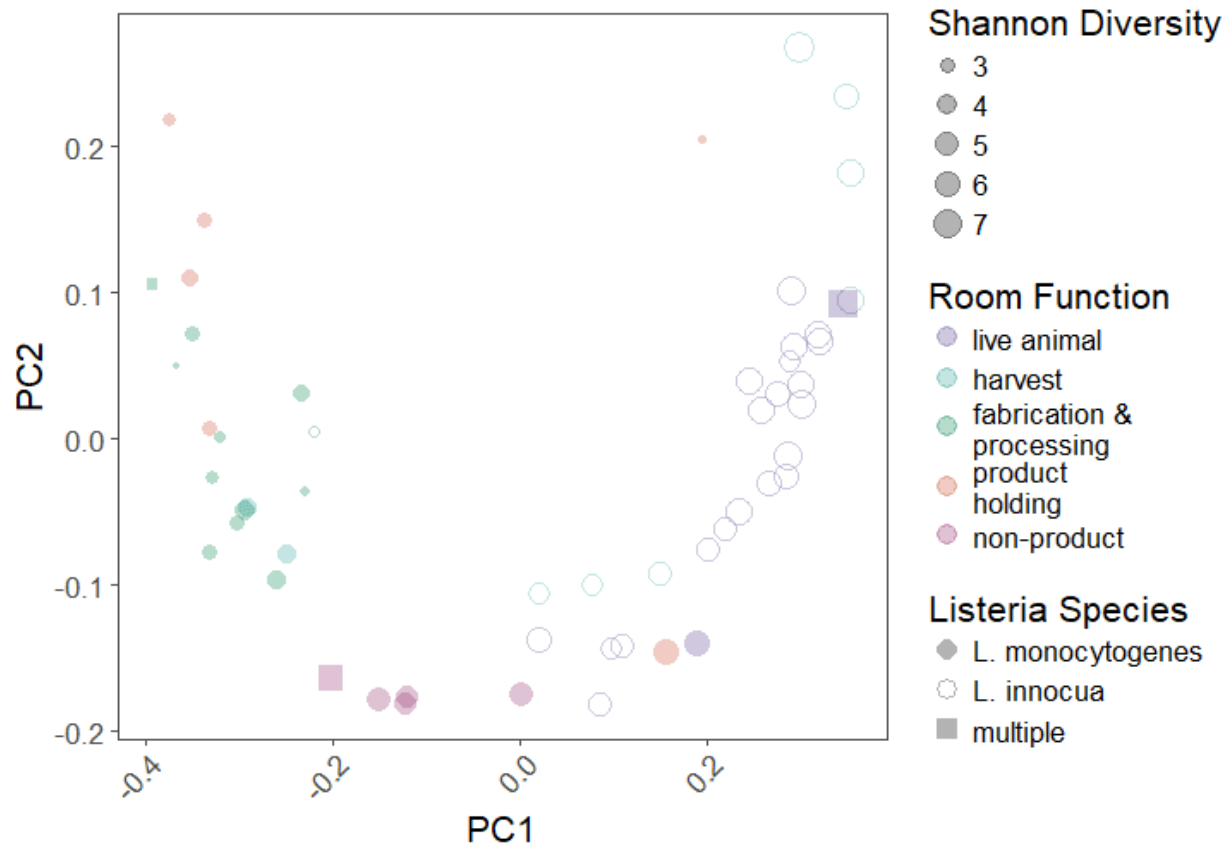 0.2
0.1
0.0
-0.1
-0.2
PC2
-0.4
-0.2
0.0
0.2
PC1
Shannon Diversity
3
4
5
6
7
Room Function
live animal
harvest
fabrication &
processing
product
holding
non-product
Listeria Species
L. monocytogenes
L. innocua
multiple